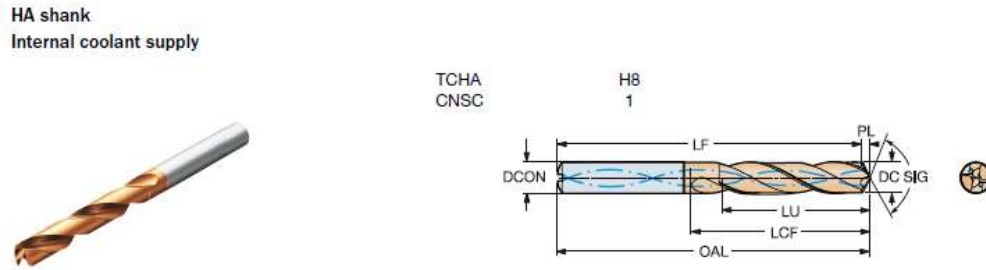 HA shank
Internal coolant supply
TCHA H8
CNSC 1
PL
LF
DCON
DC SIG
LU
LCF
OAL